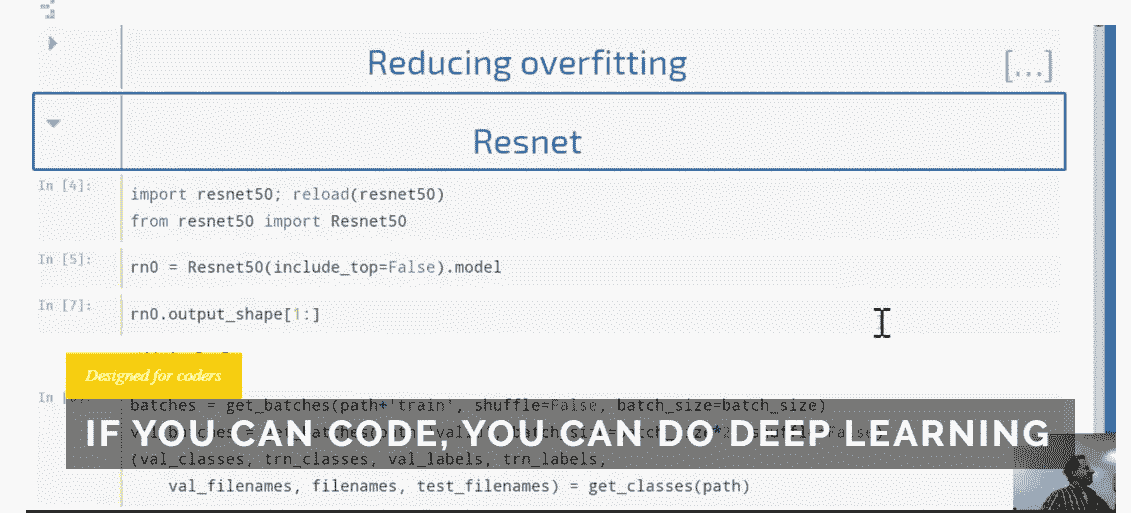 Reducing overfitting
[...]
Resnet
In [4]:
import resnet50; reload(resnet50)
from resnet50 import Resnet50
In [5]:
rn0 = Resnet50(include_top=False).model
In [7]:
rn0.output_shape[1:]
Designed for coders
In
batches = get_batches(path+'train', shuffle=False, batch_size=batch_size)
IF YOU CAN CODE, YOU CAN DO DEEP LEARNING
(val_classes, trn_classes, val_labels, trn_labels,
val_filenames, filenames, test_filenames) = get_classes(path)